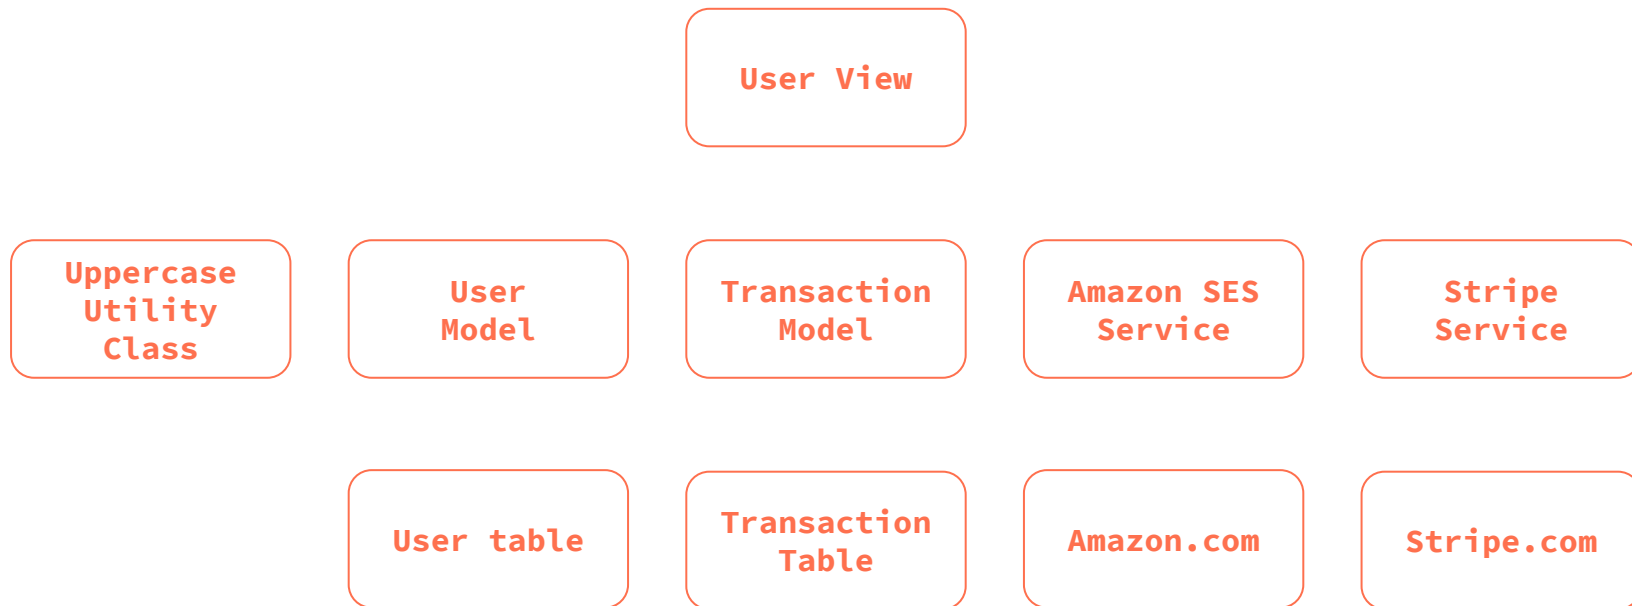 User View
Uppercase
Utility
Class
User
Model
Transaction
Model
Amazon SES
Service
Stripe
Service
User table
Transaction
Table
Amazon.com
Stripe.com